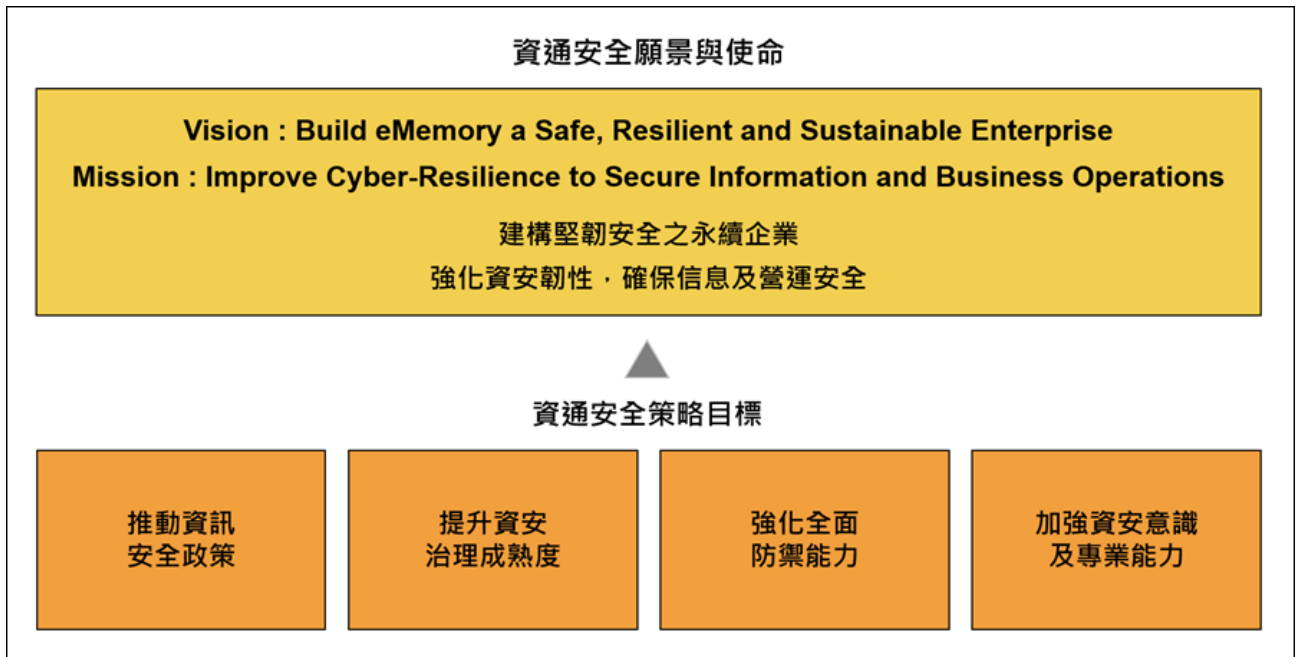 資通安全願景與使命
Vision : Build eMemory a Safe, Resilient and Sustainable Enterprise
Mission : Improve Cyber-Resilience to Secure Information and Business Operations
建構堅韌安全之永續企業
強化資安韌性，確保信息及營運安全
資通安全策略目標
推動資訊
安全政策
提升資安
治理成熟度
強化全面
防禦能力
加強資安意識
及專業能力